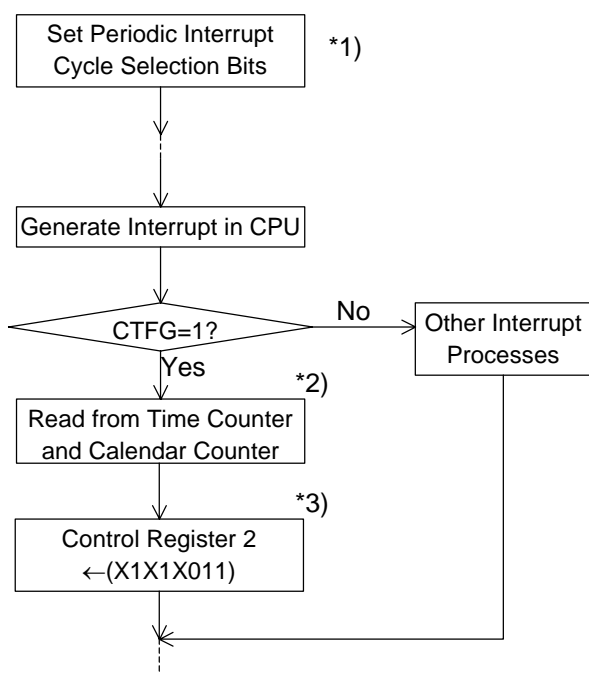 Set Periodic Interrupt
Cycle Selection Bits
*1)
Generate Interrupt in CPU
CTFG=1?
No
Other Interrupt
Processes
Yes
*2)
Read from Time Counter
and Calendar Counter
*3)
Control Register 2
←(X1X1X011)